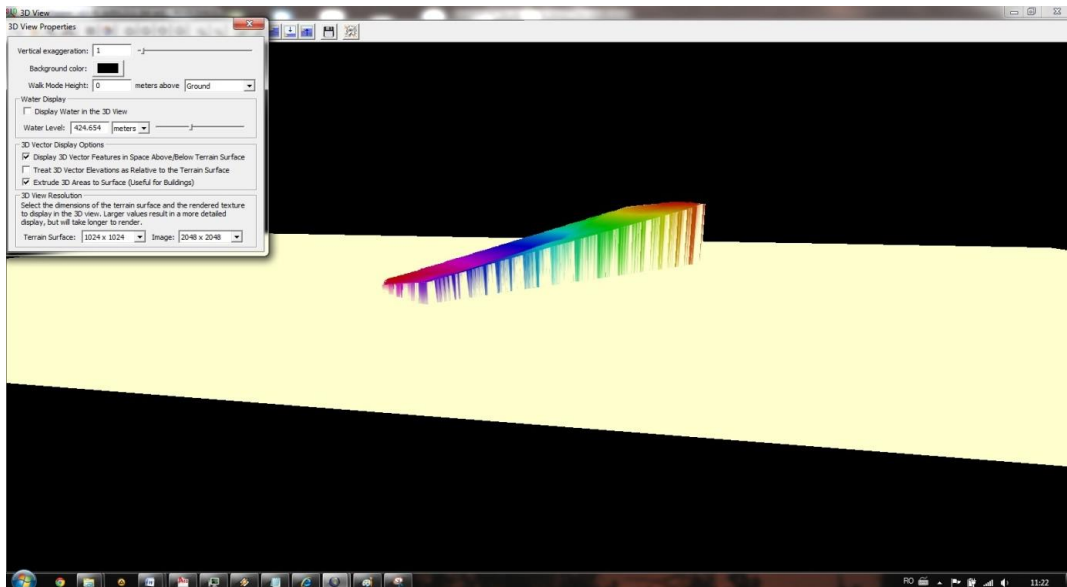 3D View
3D View Properties
Vertical exaggeration: 1
Background color:
Walk Mode Height: 0 meters above Ground
Water Display
Display Water in the 3D View
Water Level: 424.654 meters
3D Vector Display Options
Display 3D Vector Features in Space Above/Below Terrain Surface
Treat 3D Vector Elevations as Relative to the Terrain Surface
Extrude 3D Areas to Surface (Useful for Buildings)
3D View Resolution
Select the dimensions of the terrain surface and the rendered texture
to display in the 3D view. Larger values result in a more detailed
display, but will take longer to render.
Terrain Surface: 1024 x 1024 Image: 2048 x 2048
RO 11:22